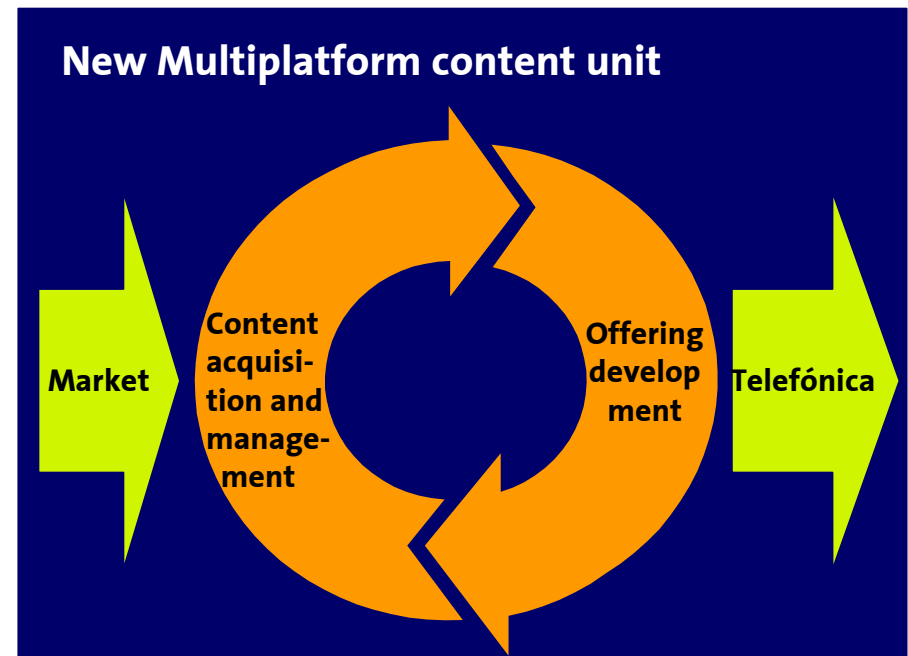 New Multiplatform content unit
Market
Content
acquisi-
tion and
manage-
ment
Offering
develop
ment
Telefónica